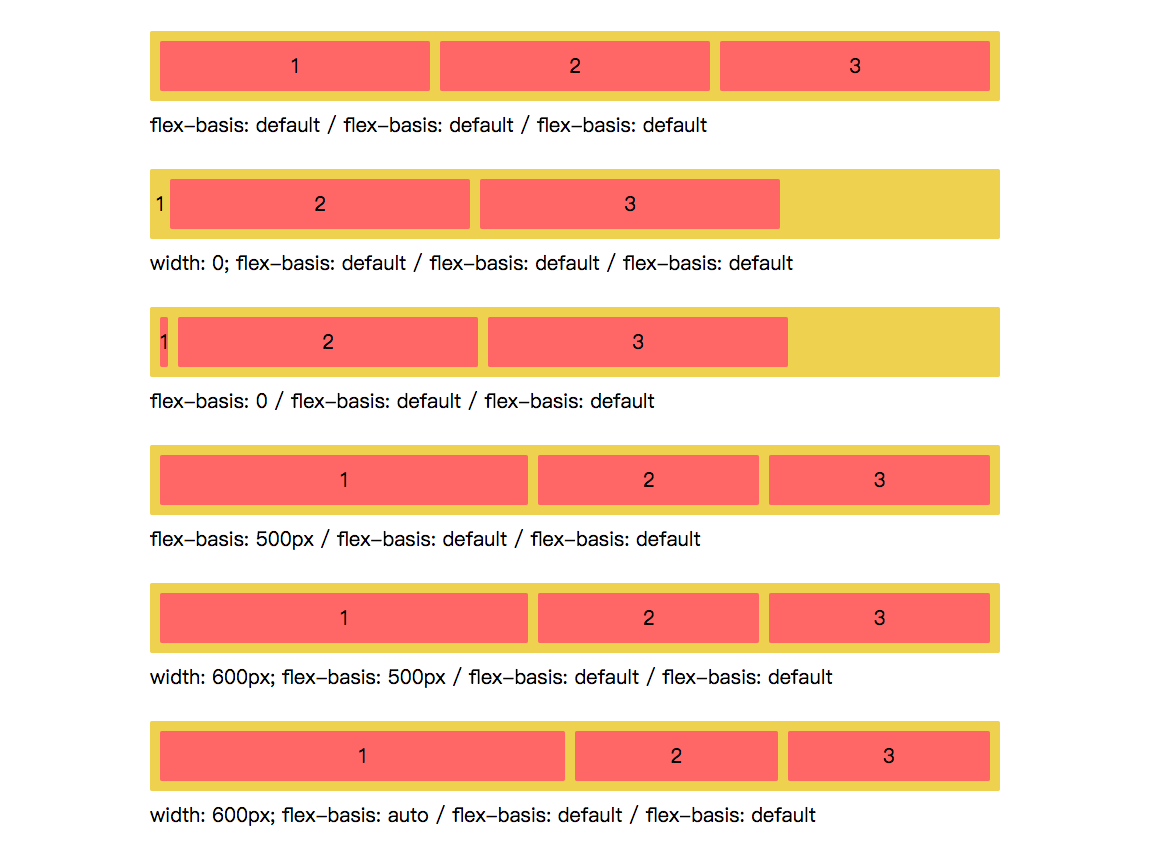 1 2 3
flex-basis: default / flex-basis: default / flex-basis: default
1 2 3
width: 0; flex-basis: default / flex-basis: default / flex-basis: default
1 2 3
flex-basis: 0 / flex-basis: default / flex-basis: default
1 2 3
flex-basis: 500px / flex-basis: default / flex-basis: default
1 2 3
width: 600px; flex-basis: 500px / flex-basis: default / flex-basis: default
1 2 3
width: 600px; flex-basis: auto / flex-basis: default / flex-basis: default